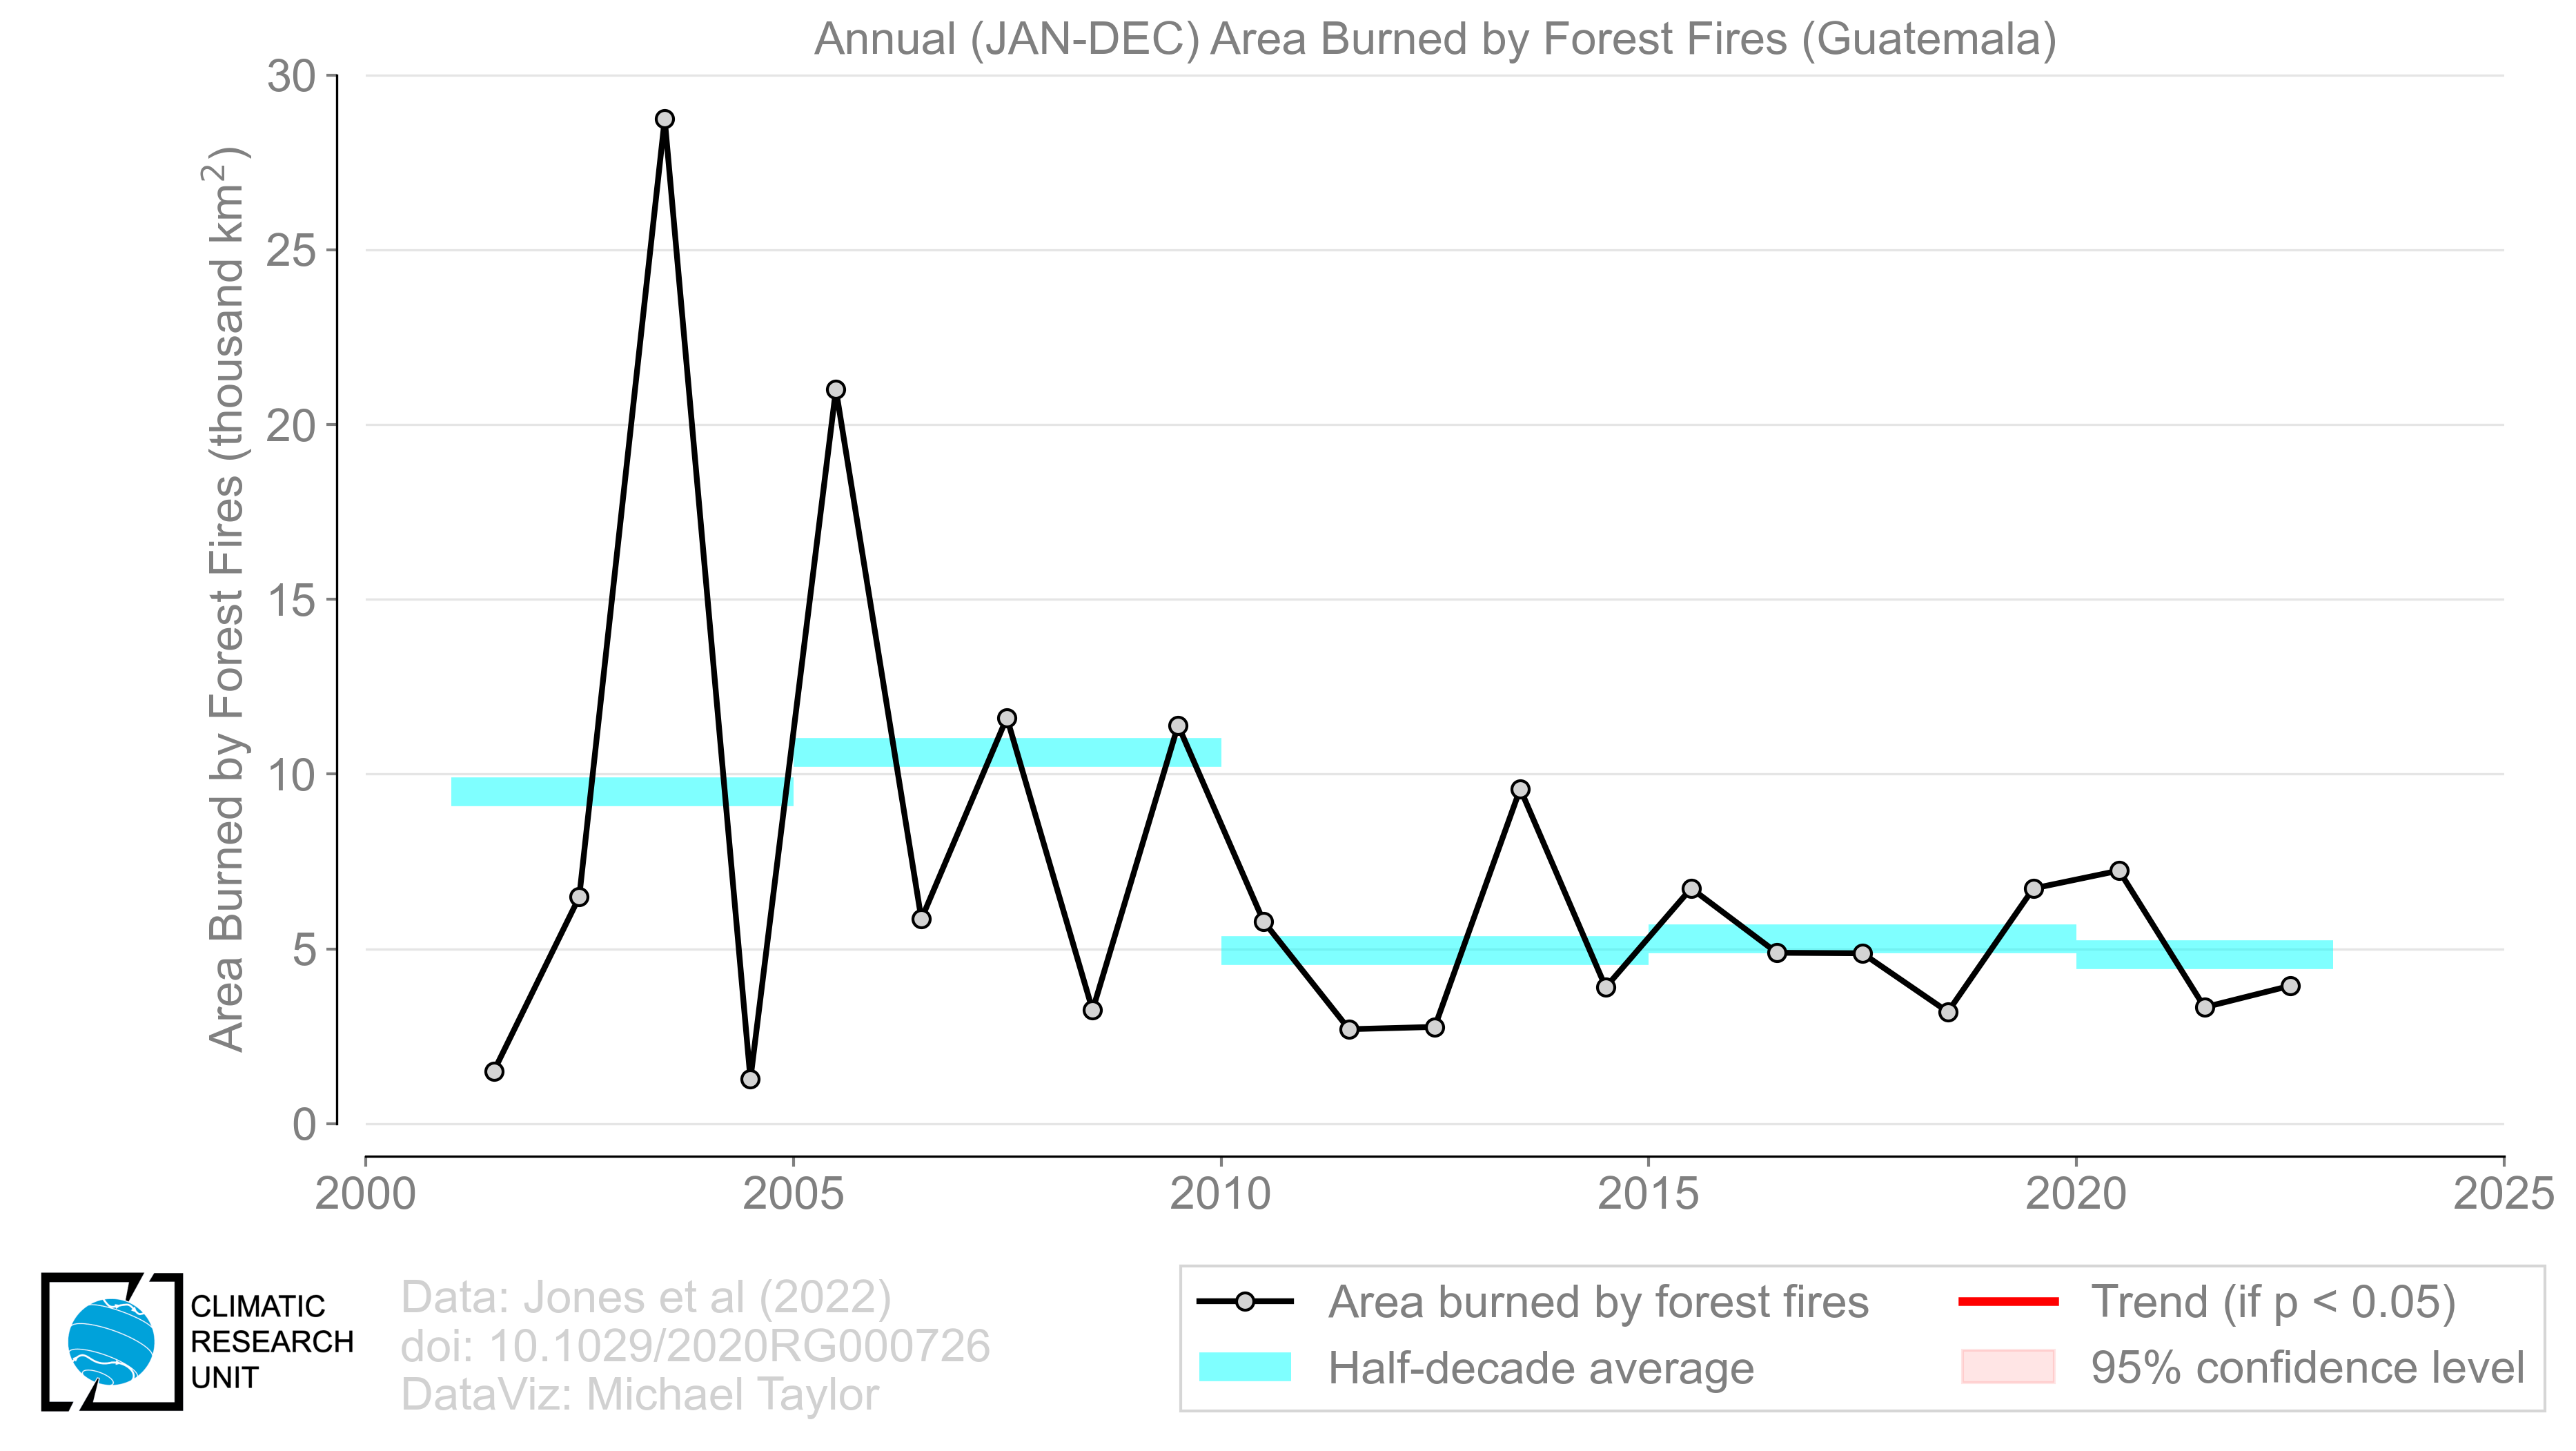 Annual (JAN-DEC) Area Burned by Forest Fires (Guatemala)
Area Burned by Forest Fires (thousand km²)
30
25
20
15
10
5
0
2000 2005 2010 2015 2020 2025
CLIMATIC
RESEARCH
UNIT
Data: Jones et al (2022)
doi: 10.1029/2020RG000726
DataViz: Michael Taylor
Area burned by forest fires
Half-decade average
Trend (if p < 0.05)
95% confidence level